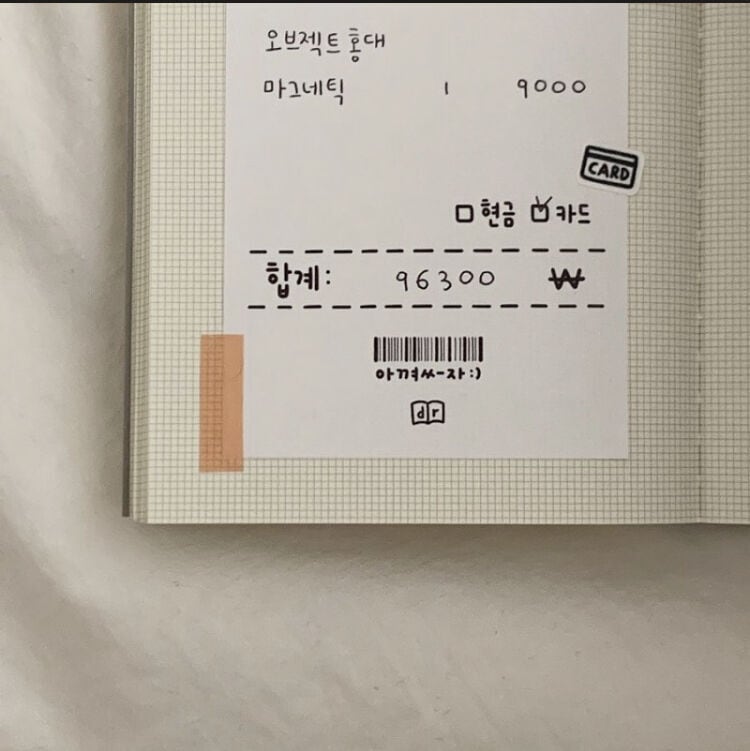 오브젝트 홍대
마그네틱 1 9000
CARD
현금 카드
합계: 96300 ₩
아껴쓰-자 :)
dr